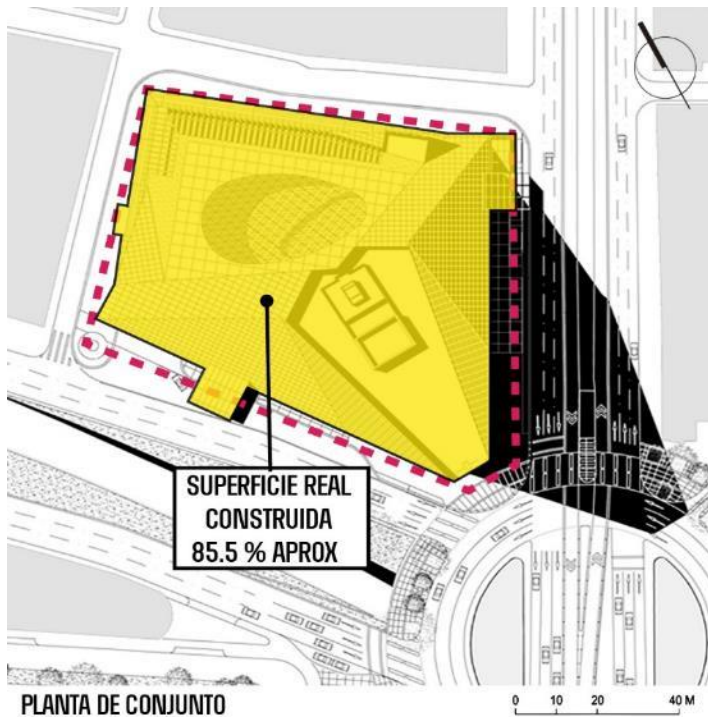 SUPERFICIE REAL
CONSTRUIDA
85.5 % APROX
PLANTA DE CONJUNTO
0 10 20 40 M